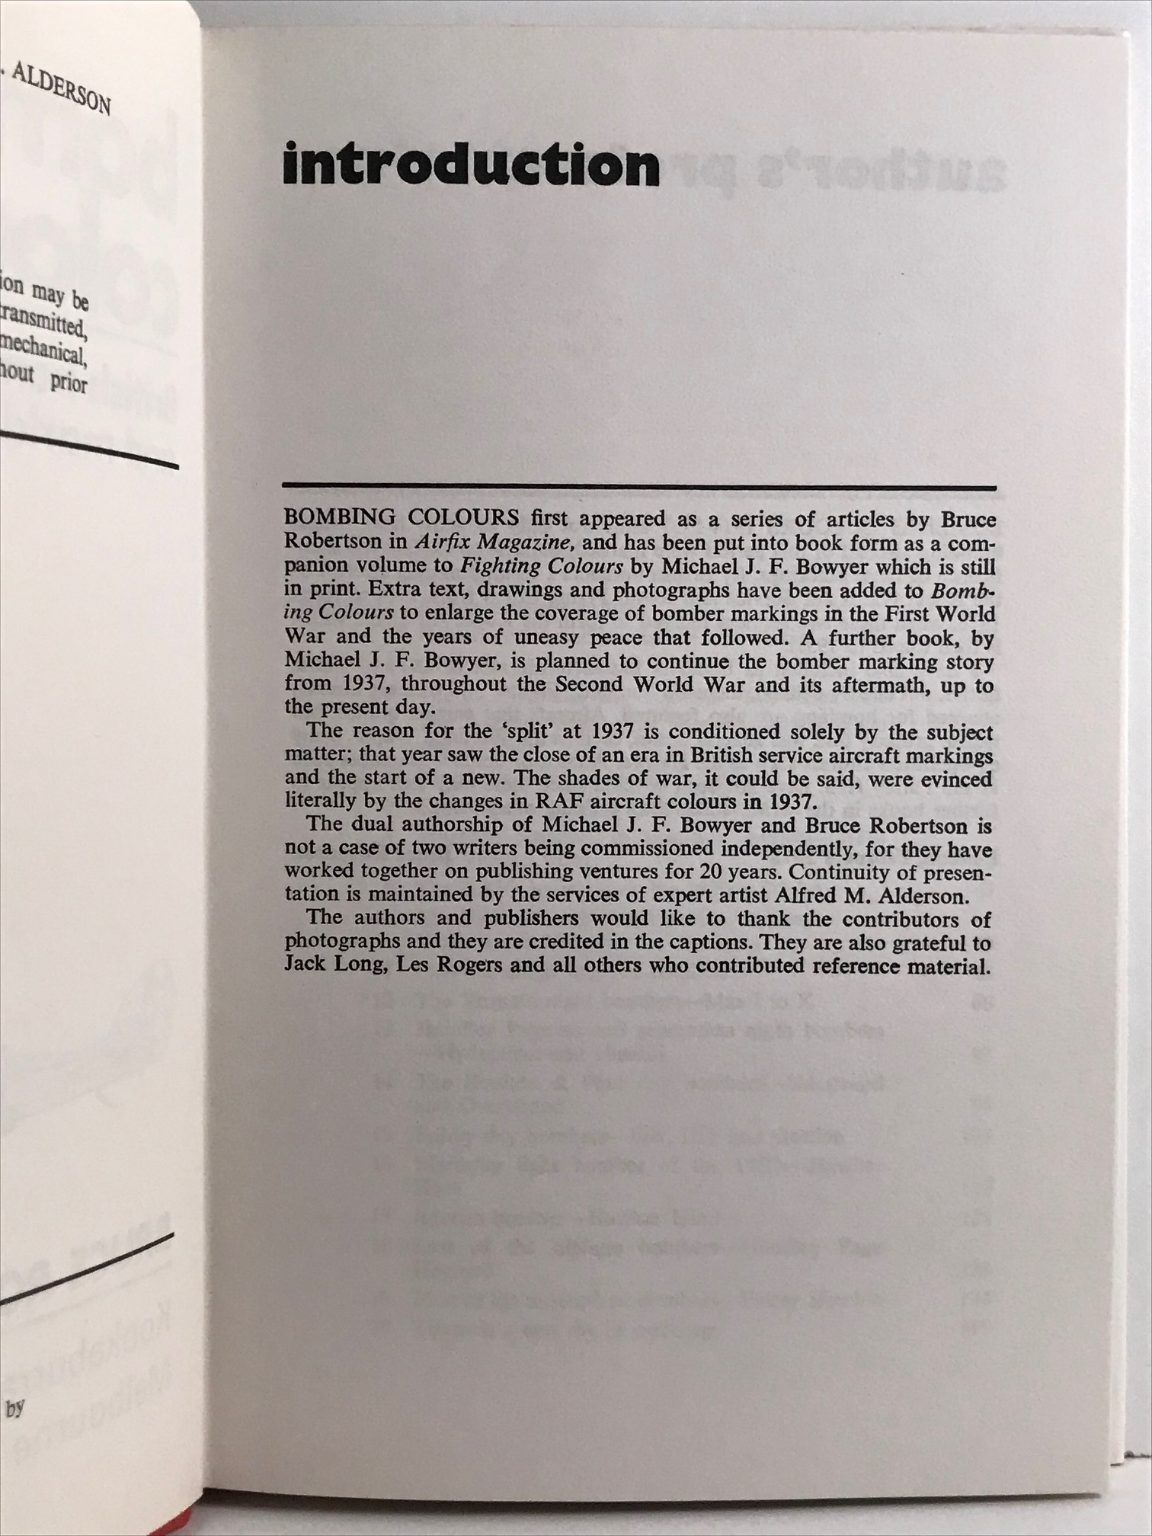 . ALDERSON
ion may be
transmitted,
mechanical,
hout prior
by
introduction
BOMBING COLOURS first appeared as a series of articles by Bruce
Robertson in Airfix Magazine, and has been put into book form as a com-
panion volume to Fighting Colours by Michael J. F. Bowyer which is still
in print. Extra text, drawings and photographs have been added to Bomb-
ing Colours to enlarge the coverage of bomber markings in the First World
War and the years of uneasy peace that followed. A further book, by
Michael J. F. Bowyer, is planned to continue the bomber marking story
from 1937, throughout the Second World War and its aftermath, up to
the present day.
The reason for the ‘split’ at 1937 is conditioned solely by the subject
matter; that year saw the close of an era in British service aircraft markings
and the start of a new. The shades of war, it could be said, were evinced
literally by the changes in RAF aircraft colours in 1937.
The dual authorship of Michael J. F. Bowyer and Bruce Robertson is
not a case of two writers being commissioned independently, for they have
worked together on publishing ventures for 20 years. Continuity of presen-
tation is maintained by the services of expert artist Alfred M. Alderson.
The authors and publishers would like to thank the contributors of
photographs and they are credited in the captions. They are also grateful to
Jack Long, Les Rogers and all others who contributed reference material.